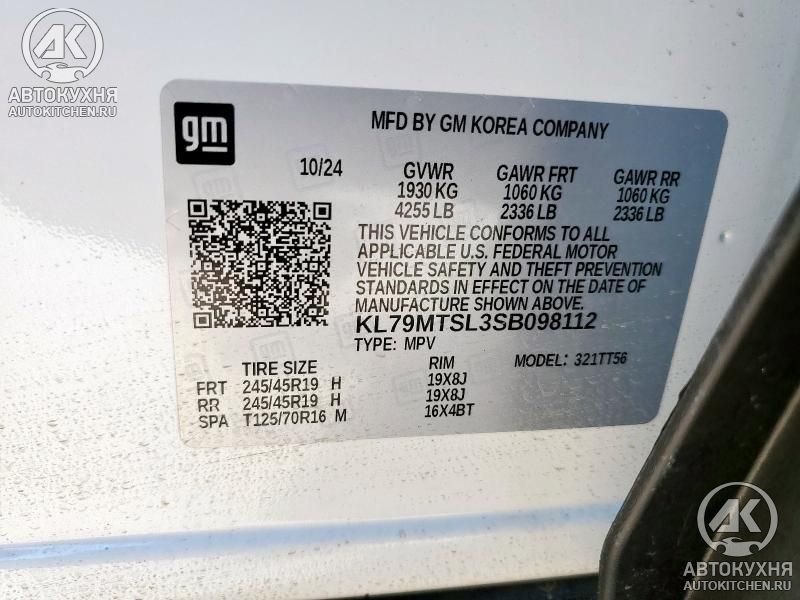 AK
АВТОКУХНЯ
AUTOKITCHEN.RU
gm
MFD BY GM KOREA COMPANY
10/24
GVWR GAWR FRT GAWR RR
1930 KG 1060 KG 1060 KG
4255 LB 2336 LB 2336 LB
THIS VEHICLE CONFORMS TO ALL
APPLICABLE U.S. FEDERAL MOTOR
VEHICLE SAFETY AND THEFT PREVENTION
STANDARDS IN EFFECT ON THE DATE OF
MANUFACTURE SHOWN ABOVE.
KL79MTSL3SB098112
TYPE: MPV MODEL: 321TT56
TIRE SIZE RIM
FRT 245/45R19 H 19X8J
RR 245/45R19 H 19X8J
SPA T125/70R16 M 16X4BT
AK
АВТОКУХНЯ
AUTOKITCHEN.RU